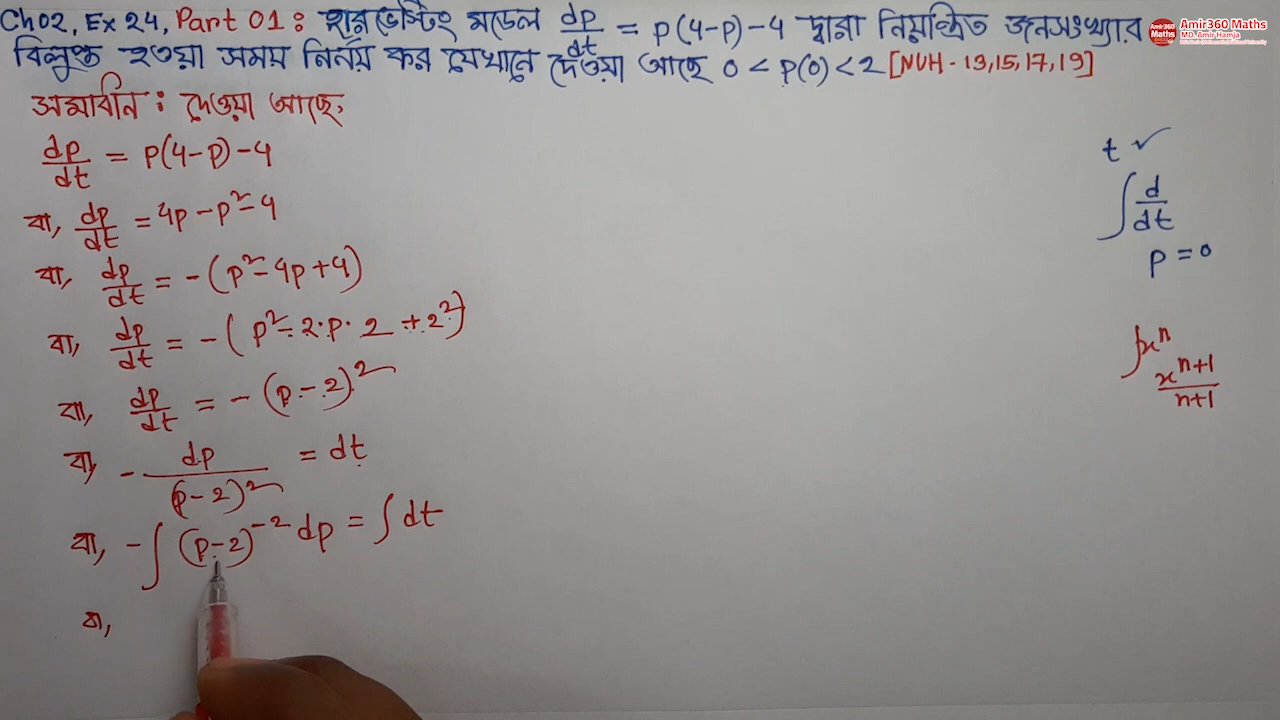 Ch02, Ex 24, Part 01: হারভেস্টিং মডেল dp/dt = p(4-p)-4 দ্বারা নিয়ন্ত্রিত জনসংখ্যার
বিলুপ্ত হওয়া সময় নির্নয় কর যেখানে দেওয়া আছে 0 < p(0) < 2 [NUH - 13,15,17,19]
Amir360 Maths
MD. Amir Hamja
সমাধান : দেওয়া আছে,
dp/dt = p(4-p)-4
বা, dp/dt = 4p - p² - 4
বা, dp/dt = -(p² - 4p + 4)
বা, dp/dt = -(p² - 2·p·2 + 2²)
বা, dp/dt = -(p - 2)²
বা, - dp/(p-2)² = dt
বা, -∫(p-2)⁻² dp = ∫dt
বা,
t ✓
∫ d/dt
p = 0
∫xⁿ
xⁿ⁺¹/n+1